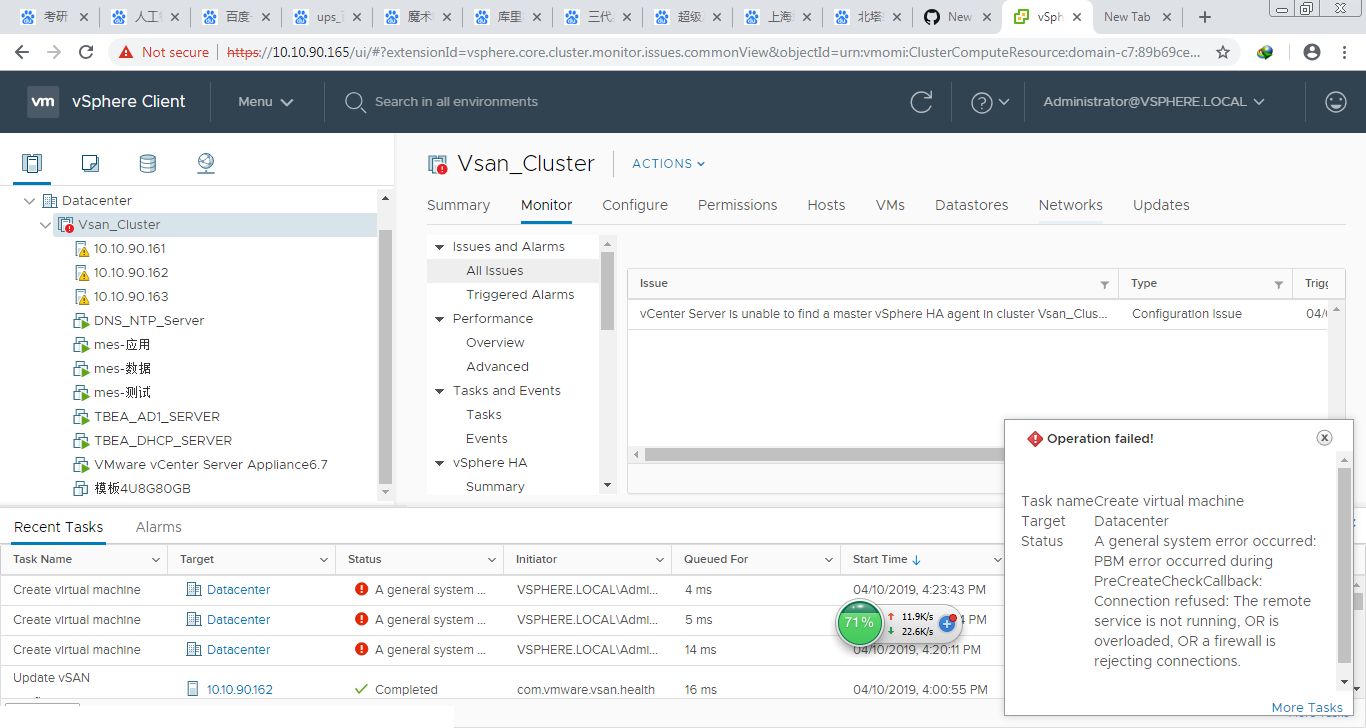 考研
人工
百度
ups_
魔术
库里
三代
超级
上海
北塔
New
vSph
New Tab
Not secure https://10.10.90.165/ui/#?extensionId=vsphere.core.cluster.monitor.issues.commonView&objectId=urn:vmomi:ClusterComputeResource:domain-c7:89b69ce...
vm vSphere Client Menu Search in all environments Administrator@VSPHERE.LOCAL
Datacenter
Vsan_Cluster
10.10.90.161
10.10.90.162
10.10.90.163
DNS_NTP_Server
mes-应用
mes-数据
mes-测试
TBEA_AD1_SERVER
TBEA_DHCP_SERVER
VMware vCenter Server Appliance6.7
模板4U8G80GB
Vsan_Cluster ACTIONS
Summary Monitor Configure Permissions Hosts VMs Datastores Networks Updates
Issues and Alarms
All Issues
Triggered Alarms
Performance
Overview
Advanced
Tasks and Events
Tasks
Events
vSphere HA
Summary
Issue Type Trigg
vCenter Server is unable to find a master vSphere HA agent in cluster Vsan_Clus... Configuration Issue 04/
Recent Tasks Alarms
Task Name Target Status Initiator Queued For Start Time
Create virtual machine Datacenter A general system ... VSPHERE.LOCAL\Admi... 4 ms 04/10/2019, 4:23:43 PM
Create virtual machine Datacenter A general system ... VSPHERE.LOCAL\Admi... 5 ms 4 PM
Create virtual machine Datacenter A general system ... VSPHERE.LOCAL\Admi... 14 ms 04/10/2019, 4:20:11 PM
Update vSAN
10.10.90.162 Completed com.vmware.vsan.health 16 ms 04/10/2019, 4:00:55 PM
71%
11.9K/s
22.6K/s
Operation failed!
Task name Create virtual machine
Target Datacenter
Status A general system error occurred:
PBM error occurred during
PreCreateCheckCallback:
Connection refused: The remote
service is not running, OR is
overloaded, OR a firewall is
rejecting connections.
More Tasks